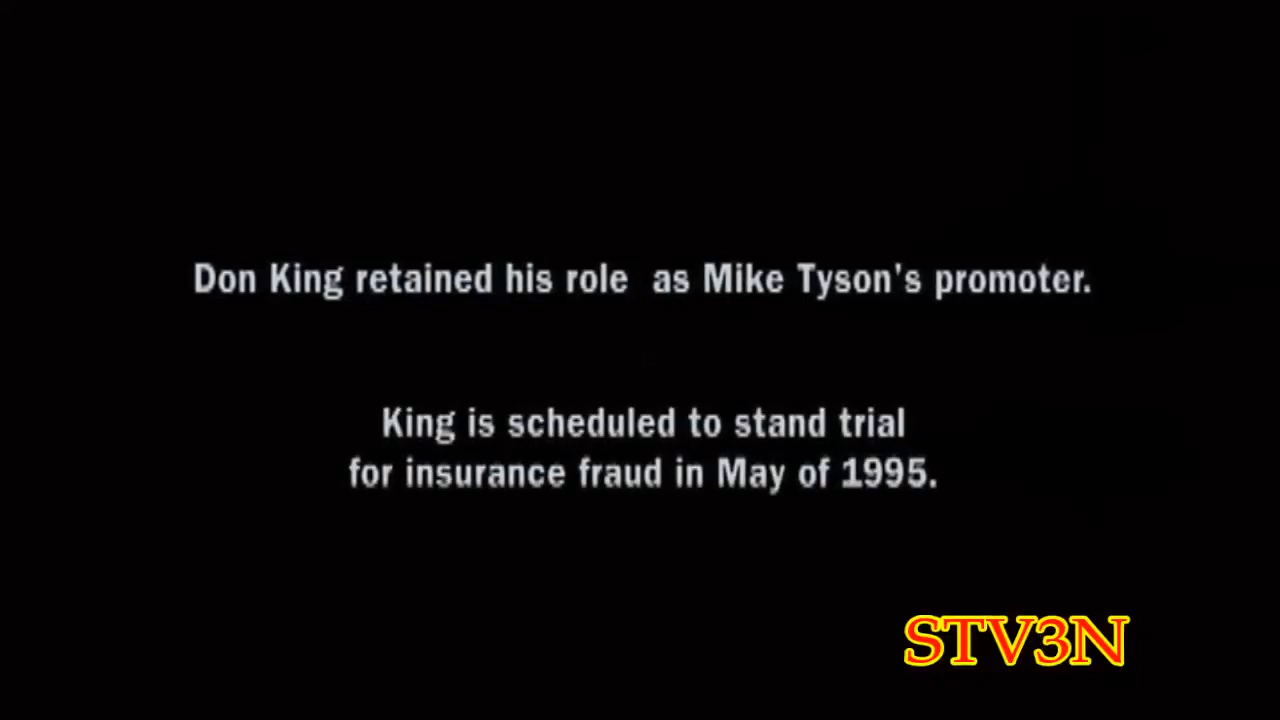 Don King retained his role  as Mike Tyson's promoter.
King is scheduled to stand trial
for insurance fraud in May of 1995.
STV3N